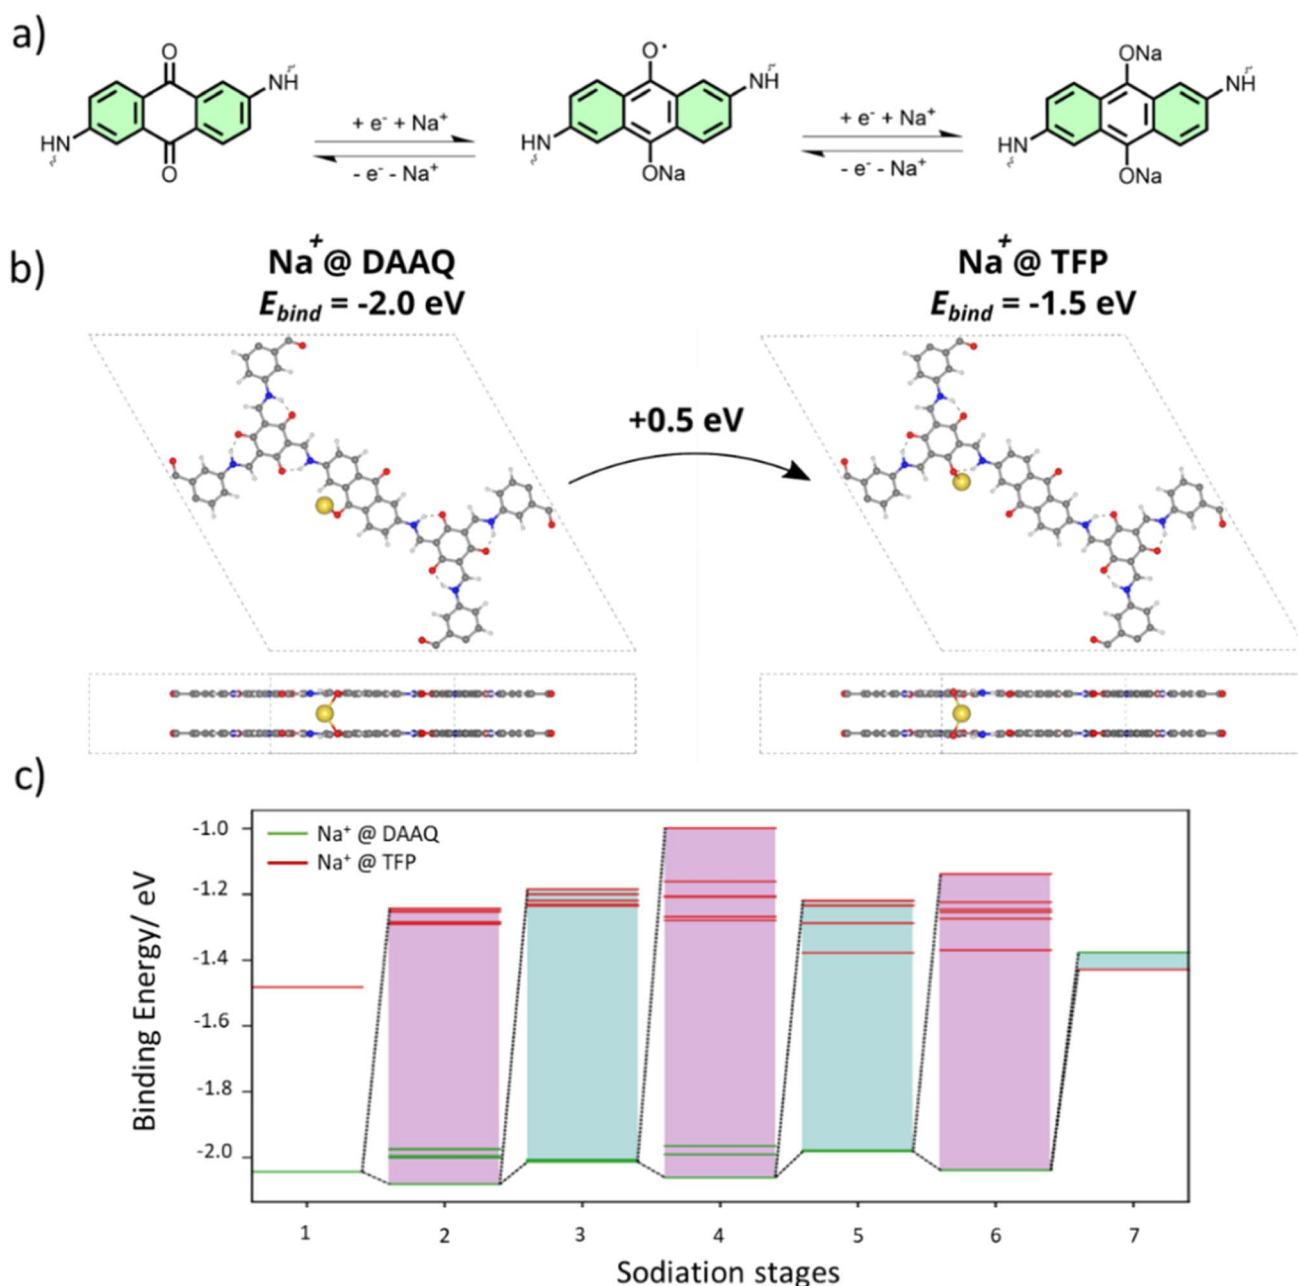 a)
O
NH
HN
O
+ e⁻ + Na⁺
- e⁻ - Na⁺
O•
NH
HN
ONa
+ e⁻ + Na⁺
- e⁻ - Na⁺
ONa
NH
HN
ONa
b)
Na⁺@ DAAQ
E_bind = -2.0 eV
Na⁺@ TFP
E_bind = -1.5 eV
+0.5 eV
c)
Na⁺ @ DAAQ
Na⁺ @ TFP
-1.0
-1.2
-1.4
-1.6
-1.8
-2.0
Binding Energy/ eV
1 2 3 4 5 6 7
Sodiation stages